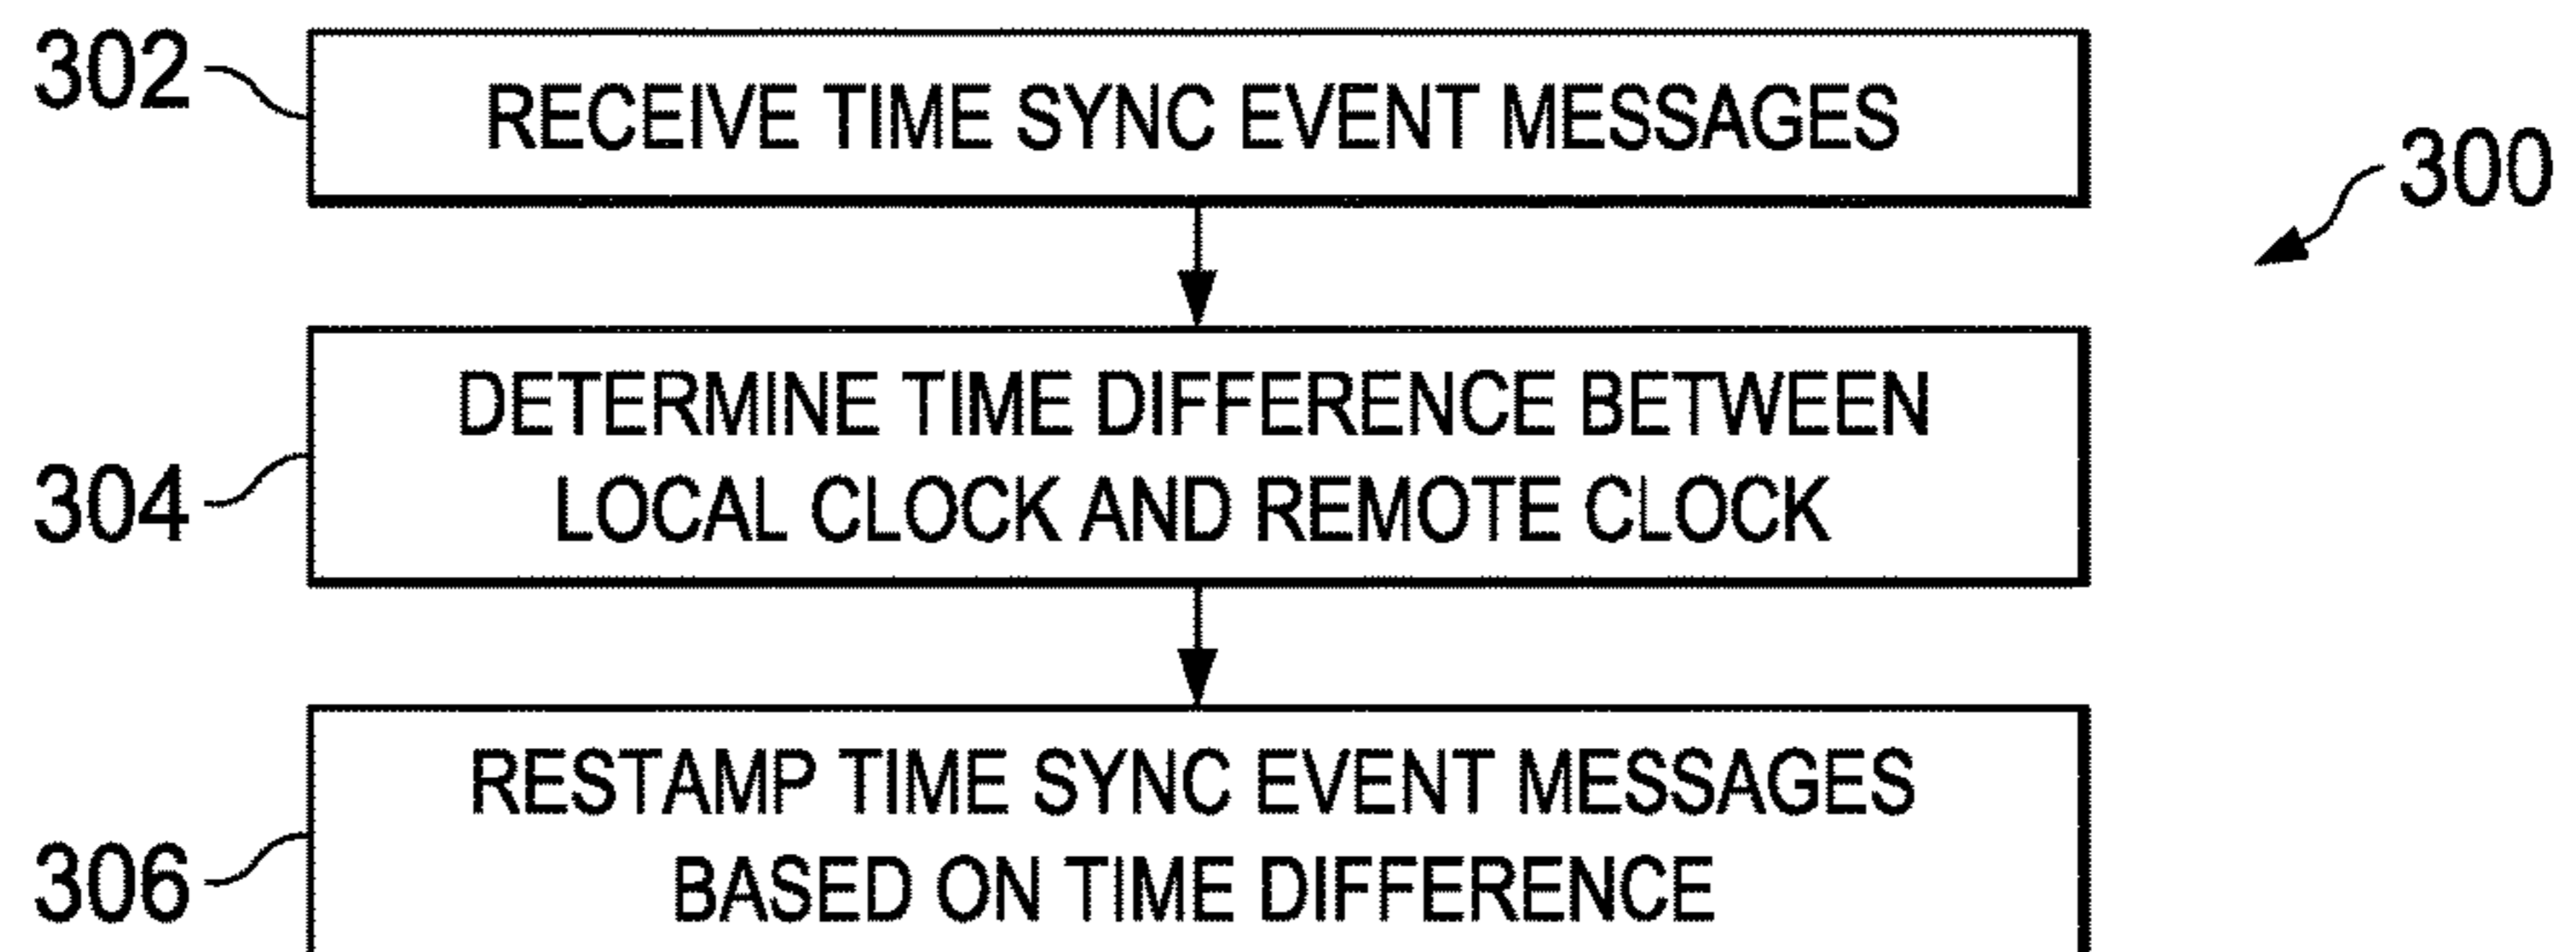 302
RECEIVE TIME SYNC EVENT MESSAGES
300
DETERMINE TIME DIFFERENCE BETWEEN
LOCAL CLOCK AND REMOTE CLOCK
304
RESTAMP TIME SYNC EVENT MESSAGES
BASED ON TIME DIFFERENCE
306